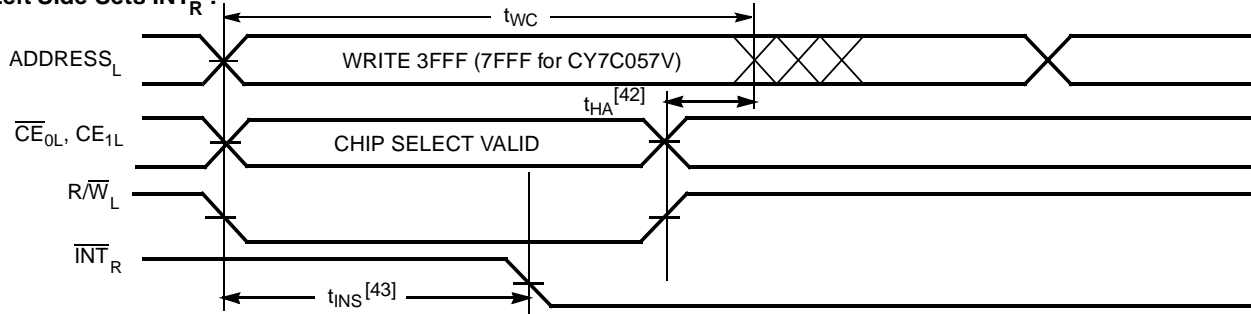 Left Side Sets INT_R :
t_WC
ADDRESS_L
WRITE 3FFF (7FFF for CY7C057V)
t_HA[42]
CE_0L, CE_1L
CHIP SELECT VALID
R/W_L
INT_R
t_INS[43]